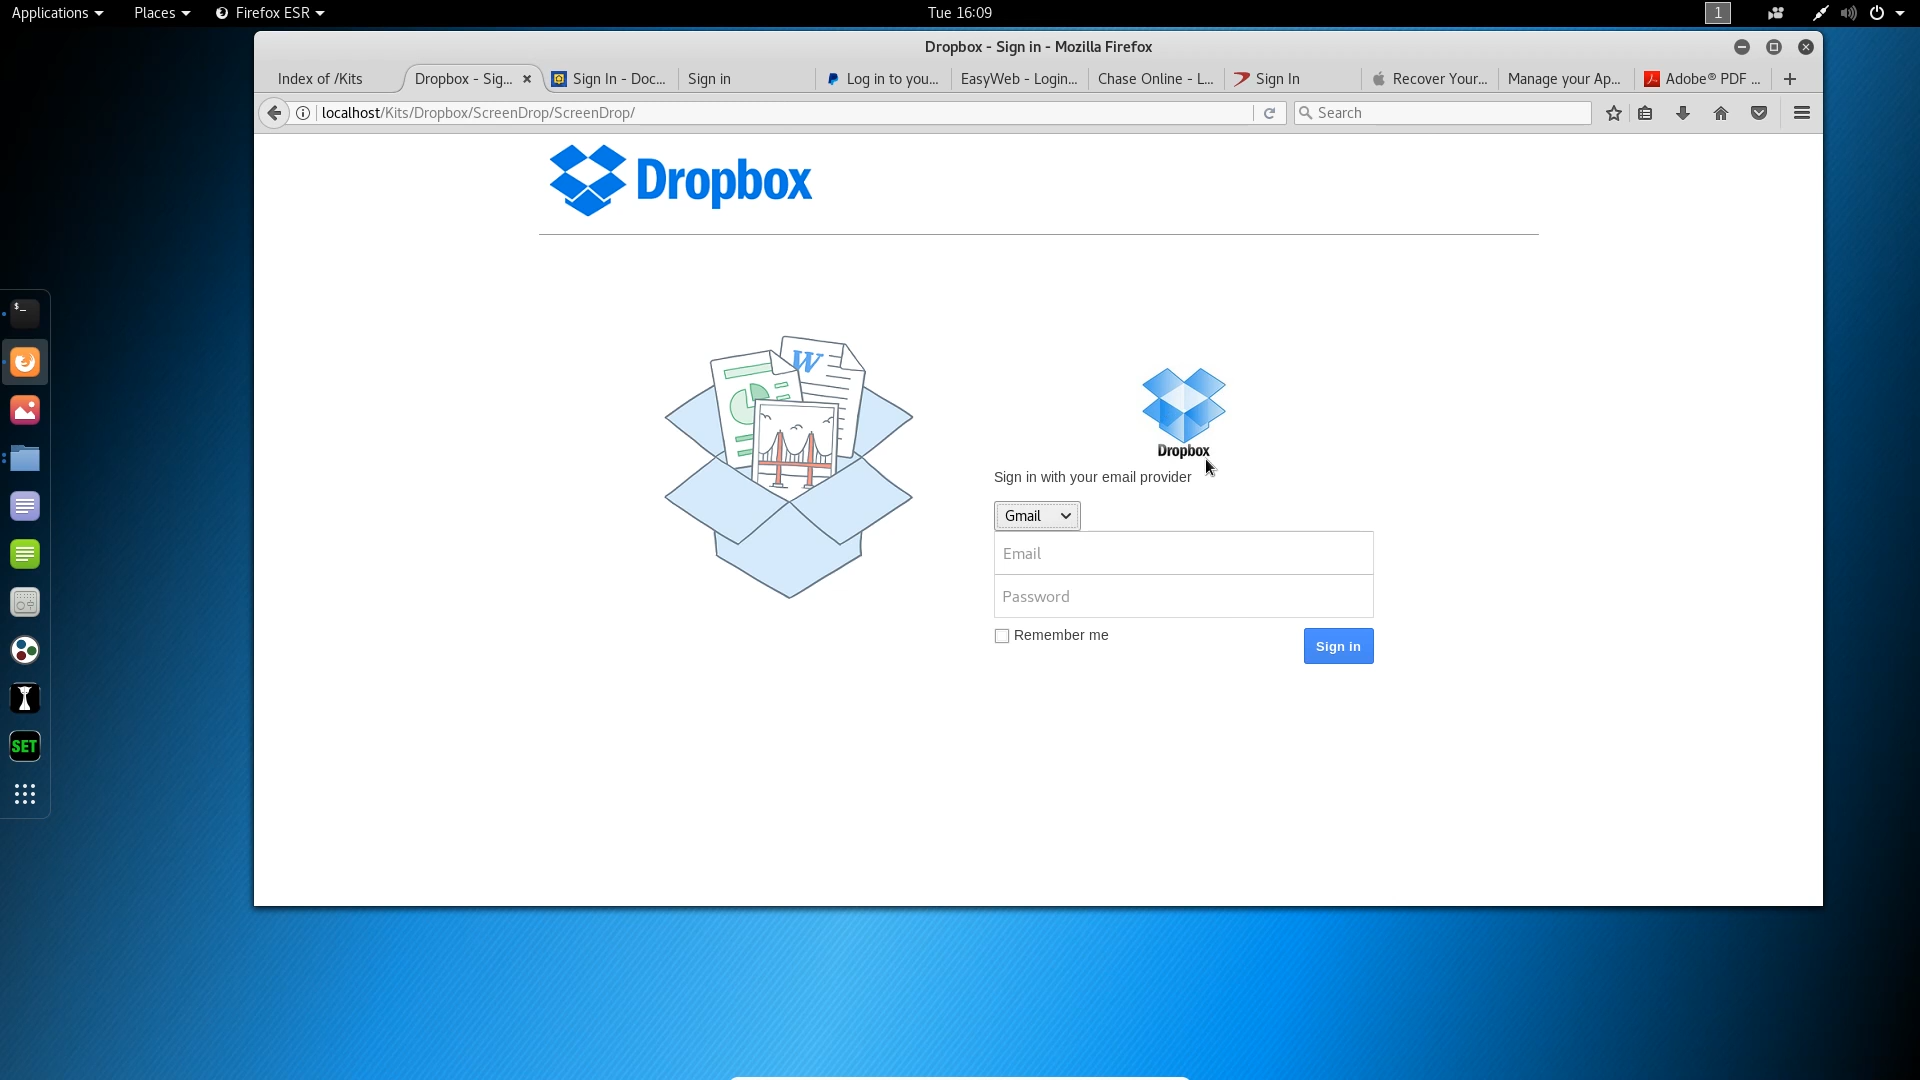 Applications Places Firefox ESR Tue 16:09 1
Dropbox - Sign in - Mozilla Firefox
Index of /Kits Dropbox - Sig... Sign In - Doc... Sign in Log in to you... EasyWeb - Login... Chase Online - L... Sign In Recover Your... Manage your Ap... Adobe® PDF ...
localhost/Kits/Dropbox/ScreenDrop/ScreenDrop/ Search
Dropbox
W
Dropbox
Sign in with your email provider
Gmail
Email
Password
Remember me
Sign in
$_
SET